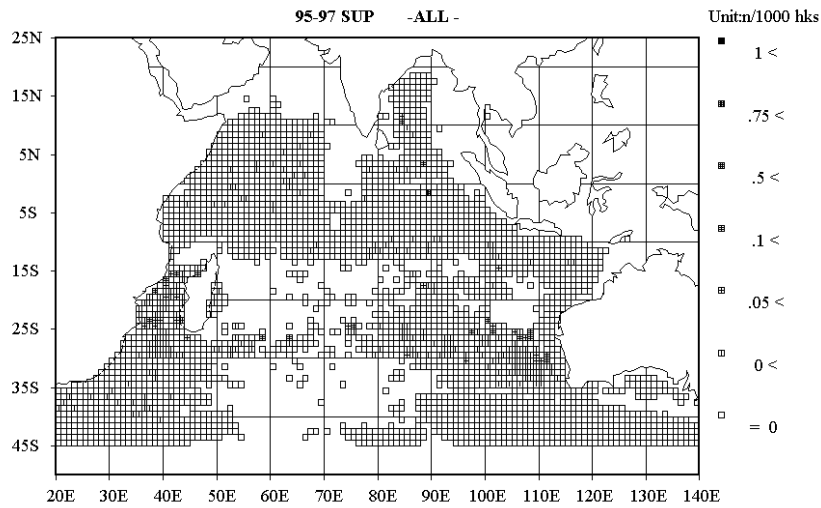 95-97 SUP -ALL -
Unit:n/1000 hks
25N
15N
5N
5S
15S
25S
35S
45S
20E 30E 40E 50E 60E 70E 80E 90E 100E 110E 120E 130E 140E
1 <
.75 <
.5 <
.1 <
.05 <
0 <
= 0